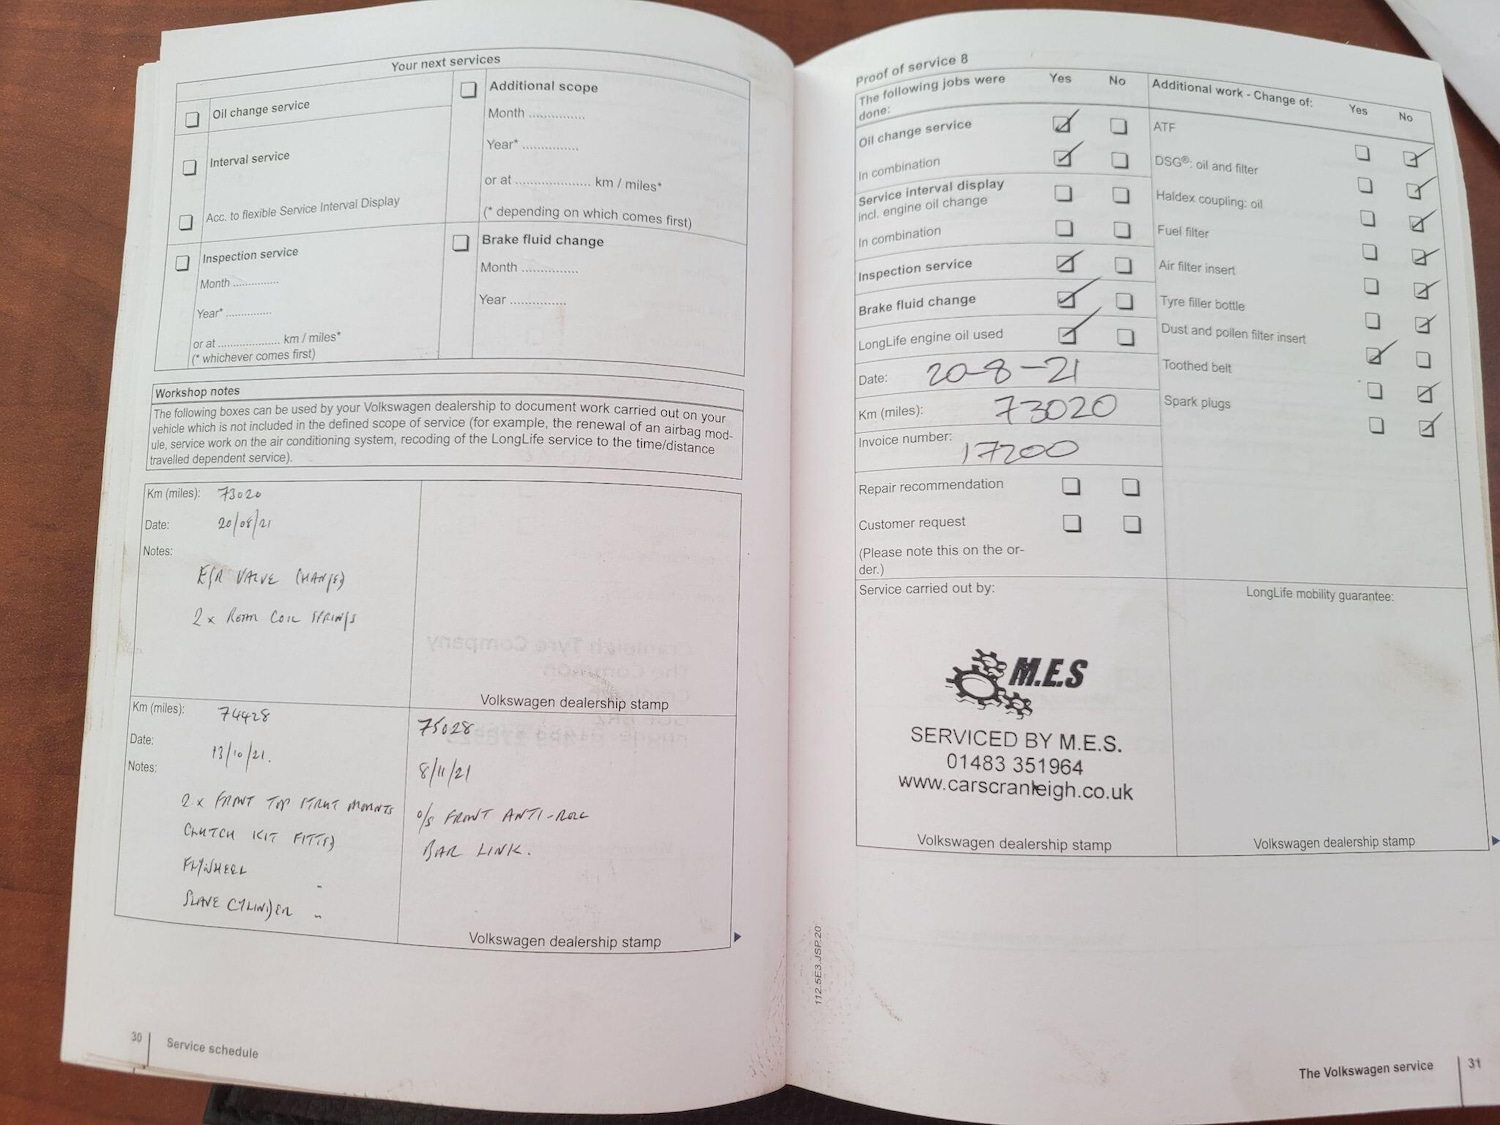 Your next services
Oil change service
Interval service
Acc. to flexible Service Interval Display
Inspection service
Month ..............
Year* ..............
or at ................... km / miles*
(* whichever comes first)
Additional scope
Month ..............
Year* ..............
or at ................... km / miles*
(* depending on which comes first)
Brake fluid change
Month ..............
Year ..............
Workshop notes
The following boxes can be used by your Volkswagen dealership to document work carried out on your
vehicle which is not included in the defined scope of service (for example, the renewal of an airbag mod-
ule, service work on the air conditioning system, recoding of the LongLife service to the time/distance
travelled dependent service).
Km (miles): 73020
Date: 20/08/21
Notes:
EGR VALVE CHANGED
2 x REAR COIL SPRINGS
Volkswagen dealership stamp
Km (miles): 74428
Date: 13/10/21.
Notes:
2 x FRONT TOP STRUT MOUNTS
CLUTCH KIT FITTED
FLYWHEEL "
SLAVE CYLINDER "
75028
8/11/21
O/S FRONT ANTI-ROLL
BAR LINK.
Volkswagen dealership stamp
30 Service schedule
Proof of service 8
The following jobs were Yes No
done:
Oil change service
In combination
Service interval display
incl. engine oil change
In combination
Inspection service
Brake fluid change
LongLife engine oil used
Date: 20-8-21
Km (miles): 73020
Invoice number:
17200
Repair recommendation
Customer request
(Please note this on the or-
der.)
Additional work - Change of: Yes No
ATF
DSG®: oil and filter
Haldex coupling: oil
Fuel filter
Air filter insert
Tyre filler bottle
Dust and pollen filter insert
Toothed belt
Spark plugs
Service carried out by:
M.E.S
SERVICED BY M.E.S.
01483 351964
www.carscranleigh.co.uk
Volkswagen dealership stamp
LongLife mobility guarantee:
Volkswagen dealership stamp
112.5E3.JSP.20
The Volkswagen service 31